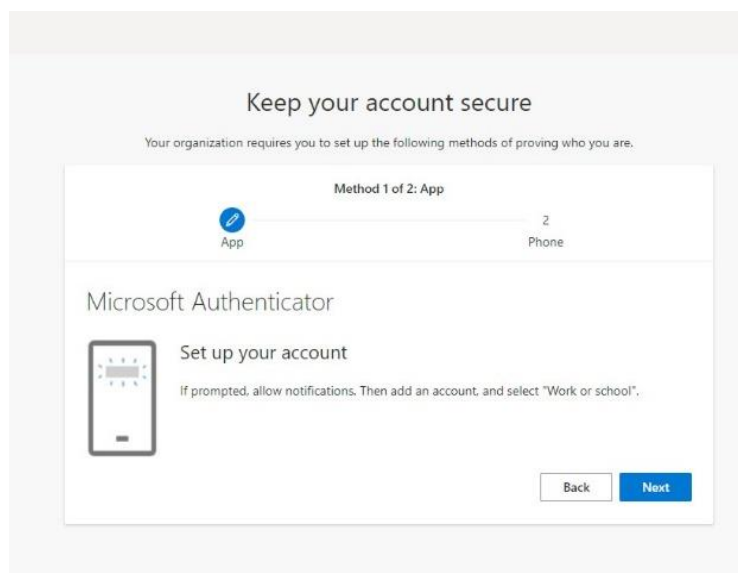 Keep your account secure
Your organization requires you to set up the following methods of proving who you are.
Method 1 of 2: App
App
2
Phone
Microsoft Authenticator
Set up your account
If prompted, allow notifications. Then add an account, and select "Work or school".
Back
Next